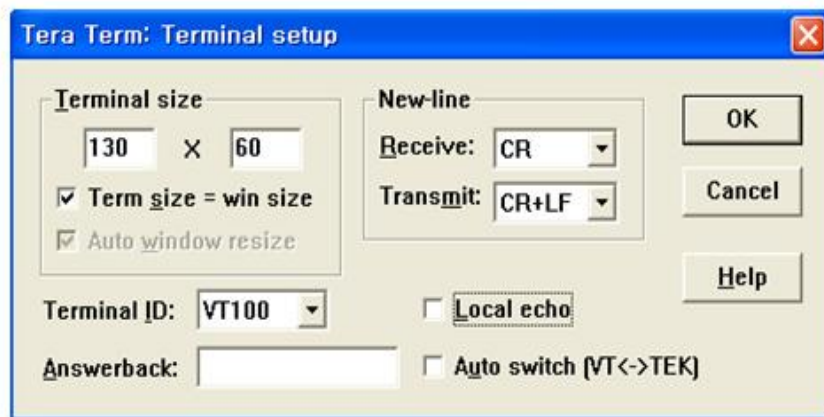 Tera Term: Terminal setup
Terminal size
130 X 60
Term size = win size
Auto window resize
New-line
Receive: CR
Transmit: CR+LF
OK
Cancel
Help
Terminal ID: VT100
Local echo
Answerback:
Auto switch (VT<->TEK)